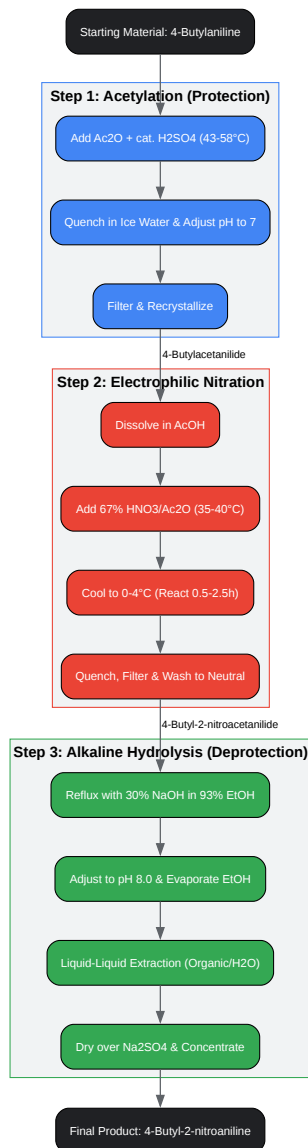 Starting Material: 4-Butylaniline
Step 1: Acetylation (Protection)
Add Ac2O + cat. H2SO4 (43-58°C)
Quench in Ice Water & Adjust pH to 7
Filter & Recrystallize
4-Butylacetanilide
Step 2: Electrophilic Nitration
Dissolve in AcOH
Add 67% HNO3/Ac2O (35-40°C)
Cool to 0-4°C (React 0.5-2.5h)
Quench, Filter & Wash to Neutral
4-Butyl-2-nitroacetanilide
Step 3: Alkaline Hydrolysis (Deprotection)
Reflux with 30% NaOH in 93% EtOH
Adjust to pH 8.0 & Evaporate EtOH
Liquid-Liquid Extraction (Organic/H2O)
Dry over Na2SO4 & Concentrate
Final Product: 4-Butyl-2-nitroaniline